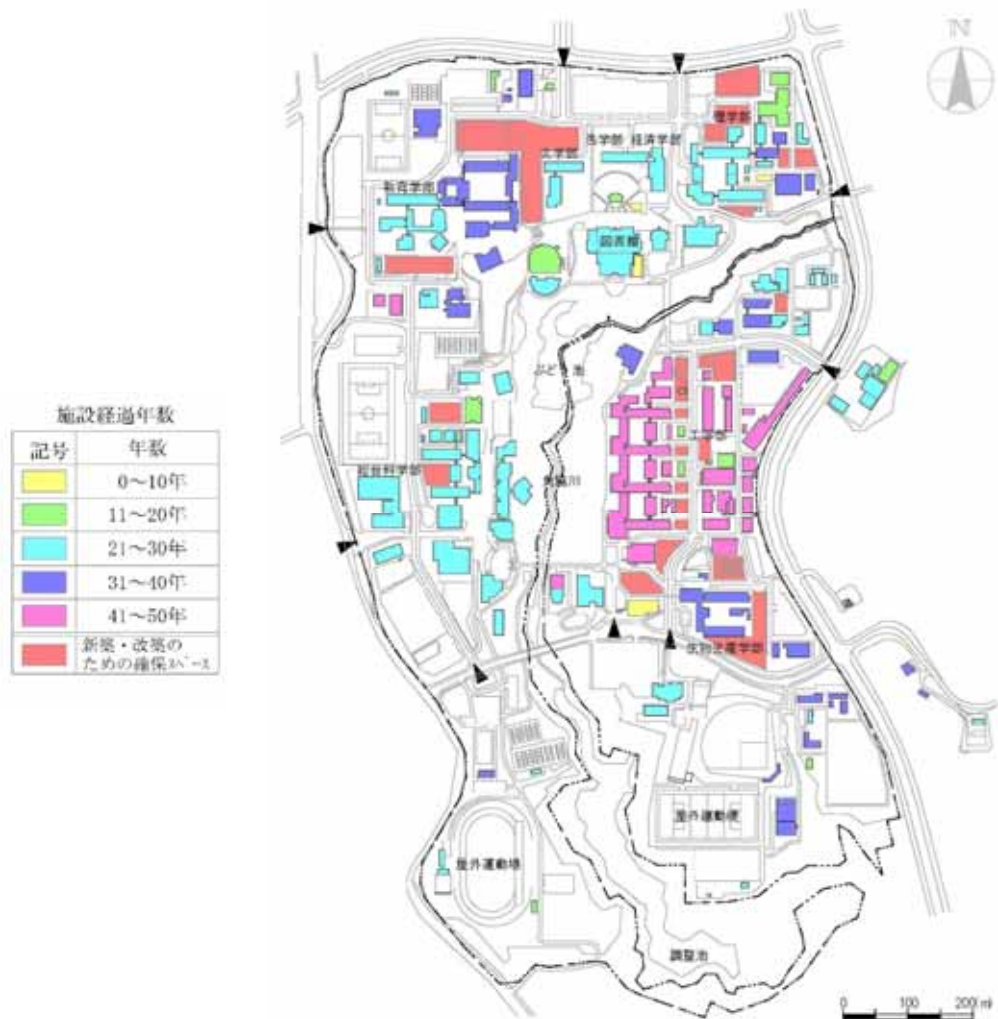 N
理学部
法学部 経済学部
工学部
教育学部
図書館
ぶどう池
工学部
総合科学部
角脇川
生物生産学部
屋外運動場
屋外運動場
調整池
施設経過年数
記号 年数
0～10年
11～20年
21～30年
31～40年
41～50年
新築・改築の
ための確保スペース
0 100 200(m)